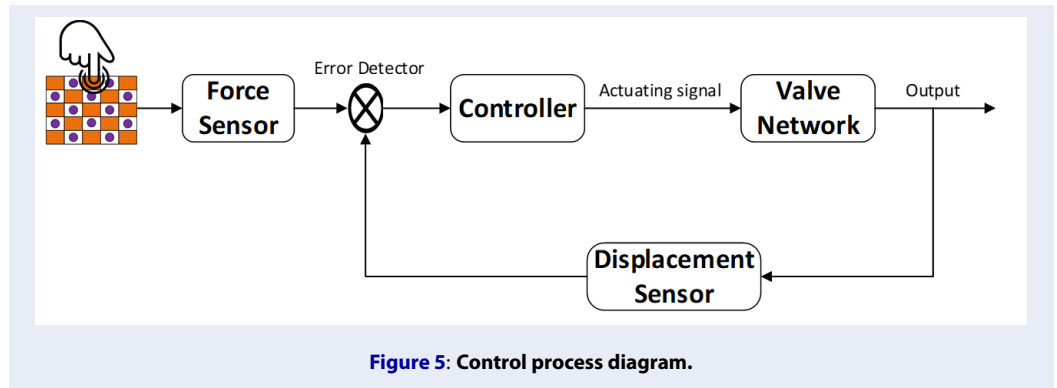 Force
Sensor
Error Detector
Controller
Actuating signal
Valve
Network
Output
Displacement
Sensor
Figure 5: Control process diagram.